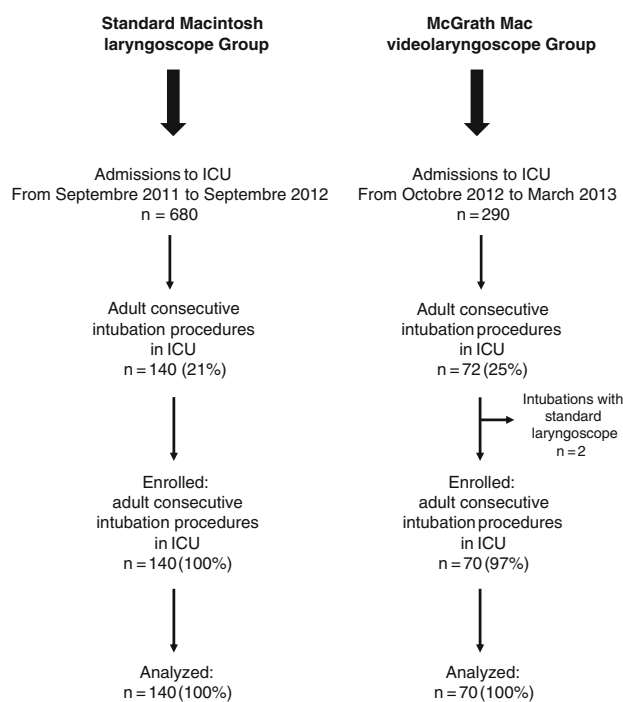 Standard Macintosh
laryngoscope Group
Admissions to ICU
From Septembre 2011 to Septembre 2012
n = 680
Adult consecutive
intubation procedures
in ICU
n = 140 (21%)
Enrolled:
adult consecutive
intubation procedures
in ICU
n = 140 (100%)
Analyzed:
n = 140 (100%)
McGrath Mac
videolaryngoscope Group
Admissions to ICU
From Octobre 2012 to March 2013
n = 290
Adult consecutive
intubation procedures
in ICU
n = 72 (25%)
Intubations with
standard
laryngoscope
n = 2
Enrolled:
adult consecutive
intubation procedures
in ICU
n = 70 (97%)
Analyzed:
n = 70 (100%)